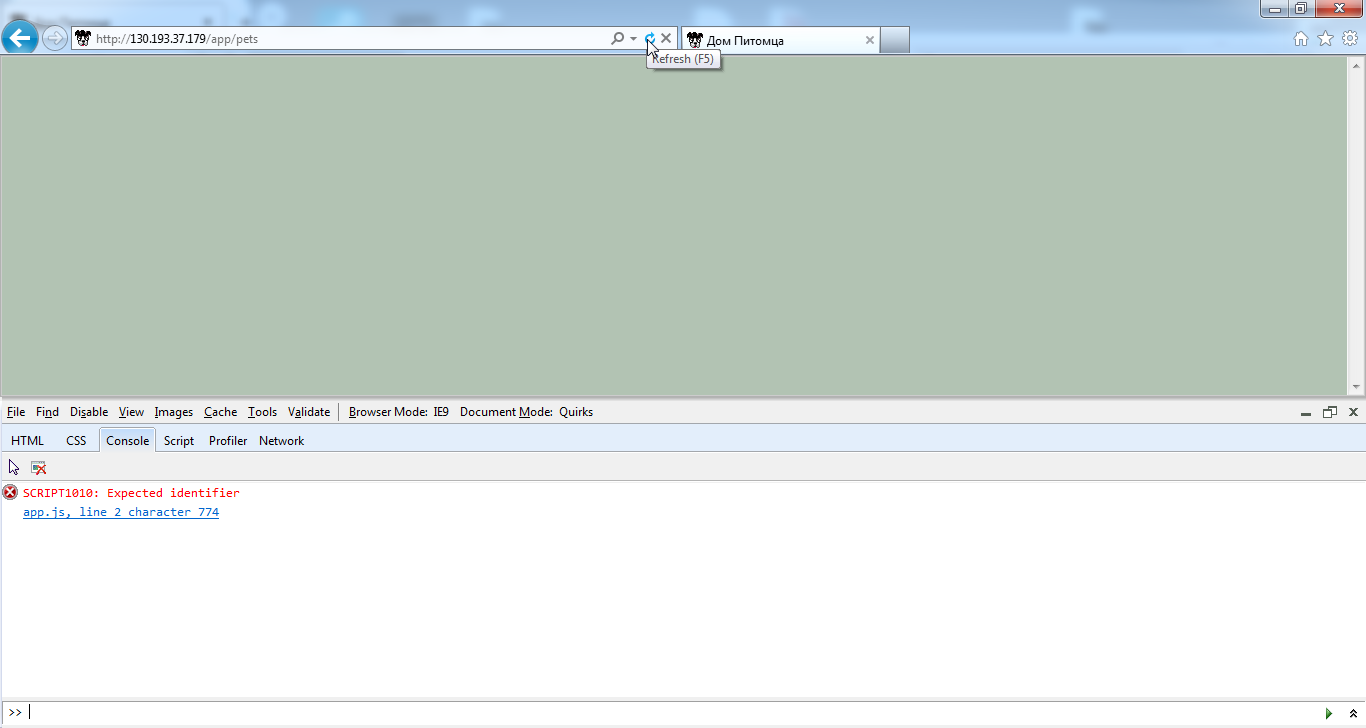 http://130.193.37.179/app/pets
Дом Питомца
Refresh (F5)
File Find Disable View Images Cache Tools Validate Browser Mode: IE9 Document Mode: Quirks
HTML CSS Console Script Profiler Network
SCRIPT1010: Expected identifier
app.js, line 2 character 774
>>